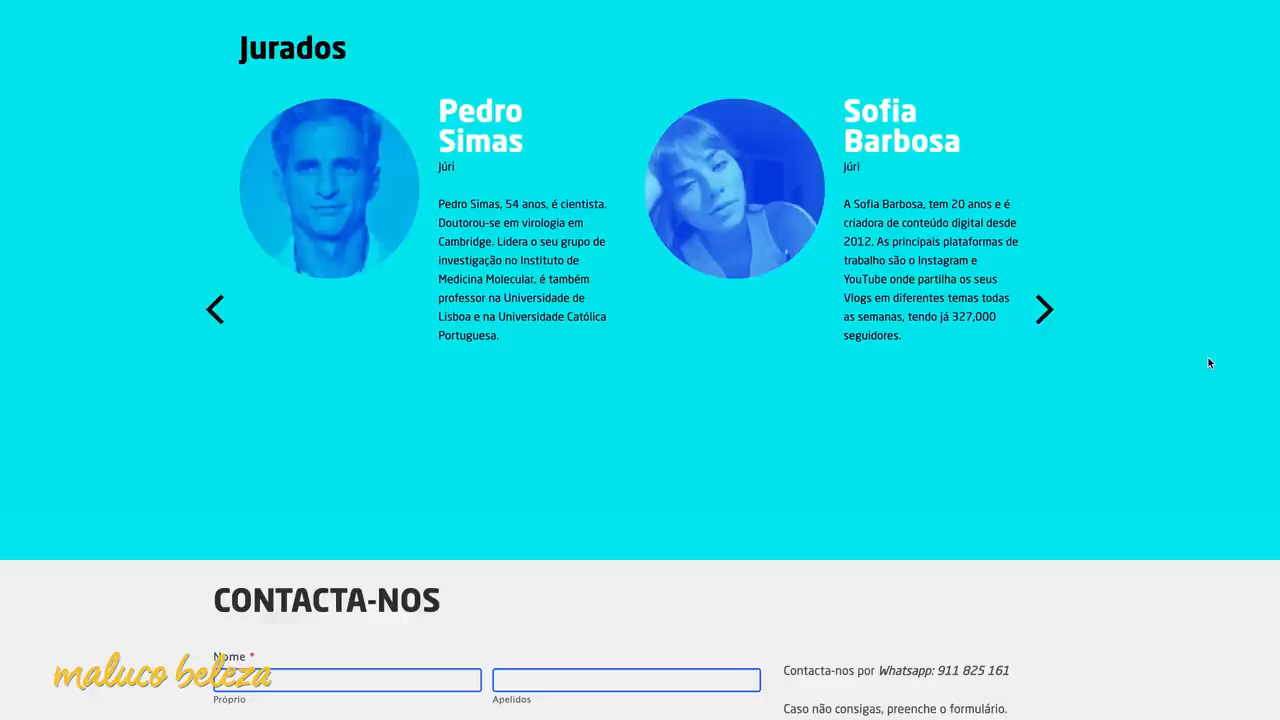 Jurados
Pedro
Simas
Júri
Pedro Simas, 54 anos, é cientista.
Doutorou-se em virologia em
Cambridge. Lidera o seu grupo de
investigação no Instituto de
Medicina Molecular, é também
professor na Universidade de
Lisboa e na Universidade Católica
Portuguesa.
Sofia
Barbosa
Júri
A Sofia Barbosa, tem 20 anos e é
criadora de conteúdo digital desde
2012. As principais plataformas de
trabalho são o Instagram e
YouTube onde partilha os seus
Vlogs em diferentes temas todas
as semanas, tendo já 327,000
seguidores.
CONTACTA-NOS
Nome *
Próprio
Apelidos
Contacta-nos por Whatsapp: 911 825 161
Caso não consigas, preenche o formulário.
maluco beleza